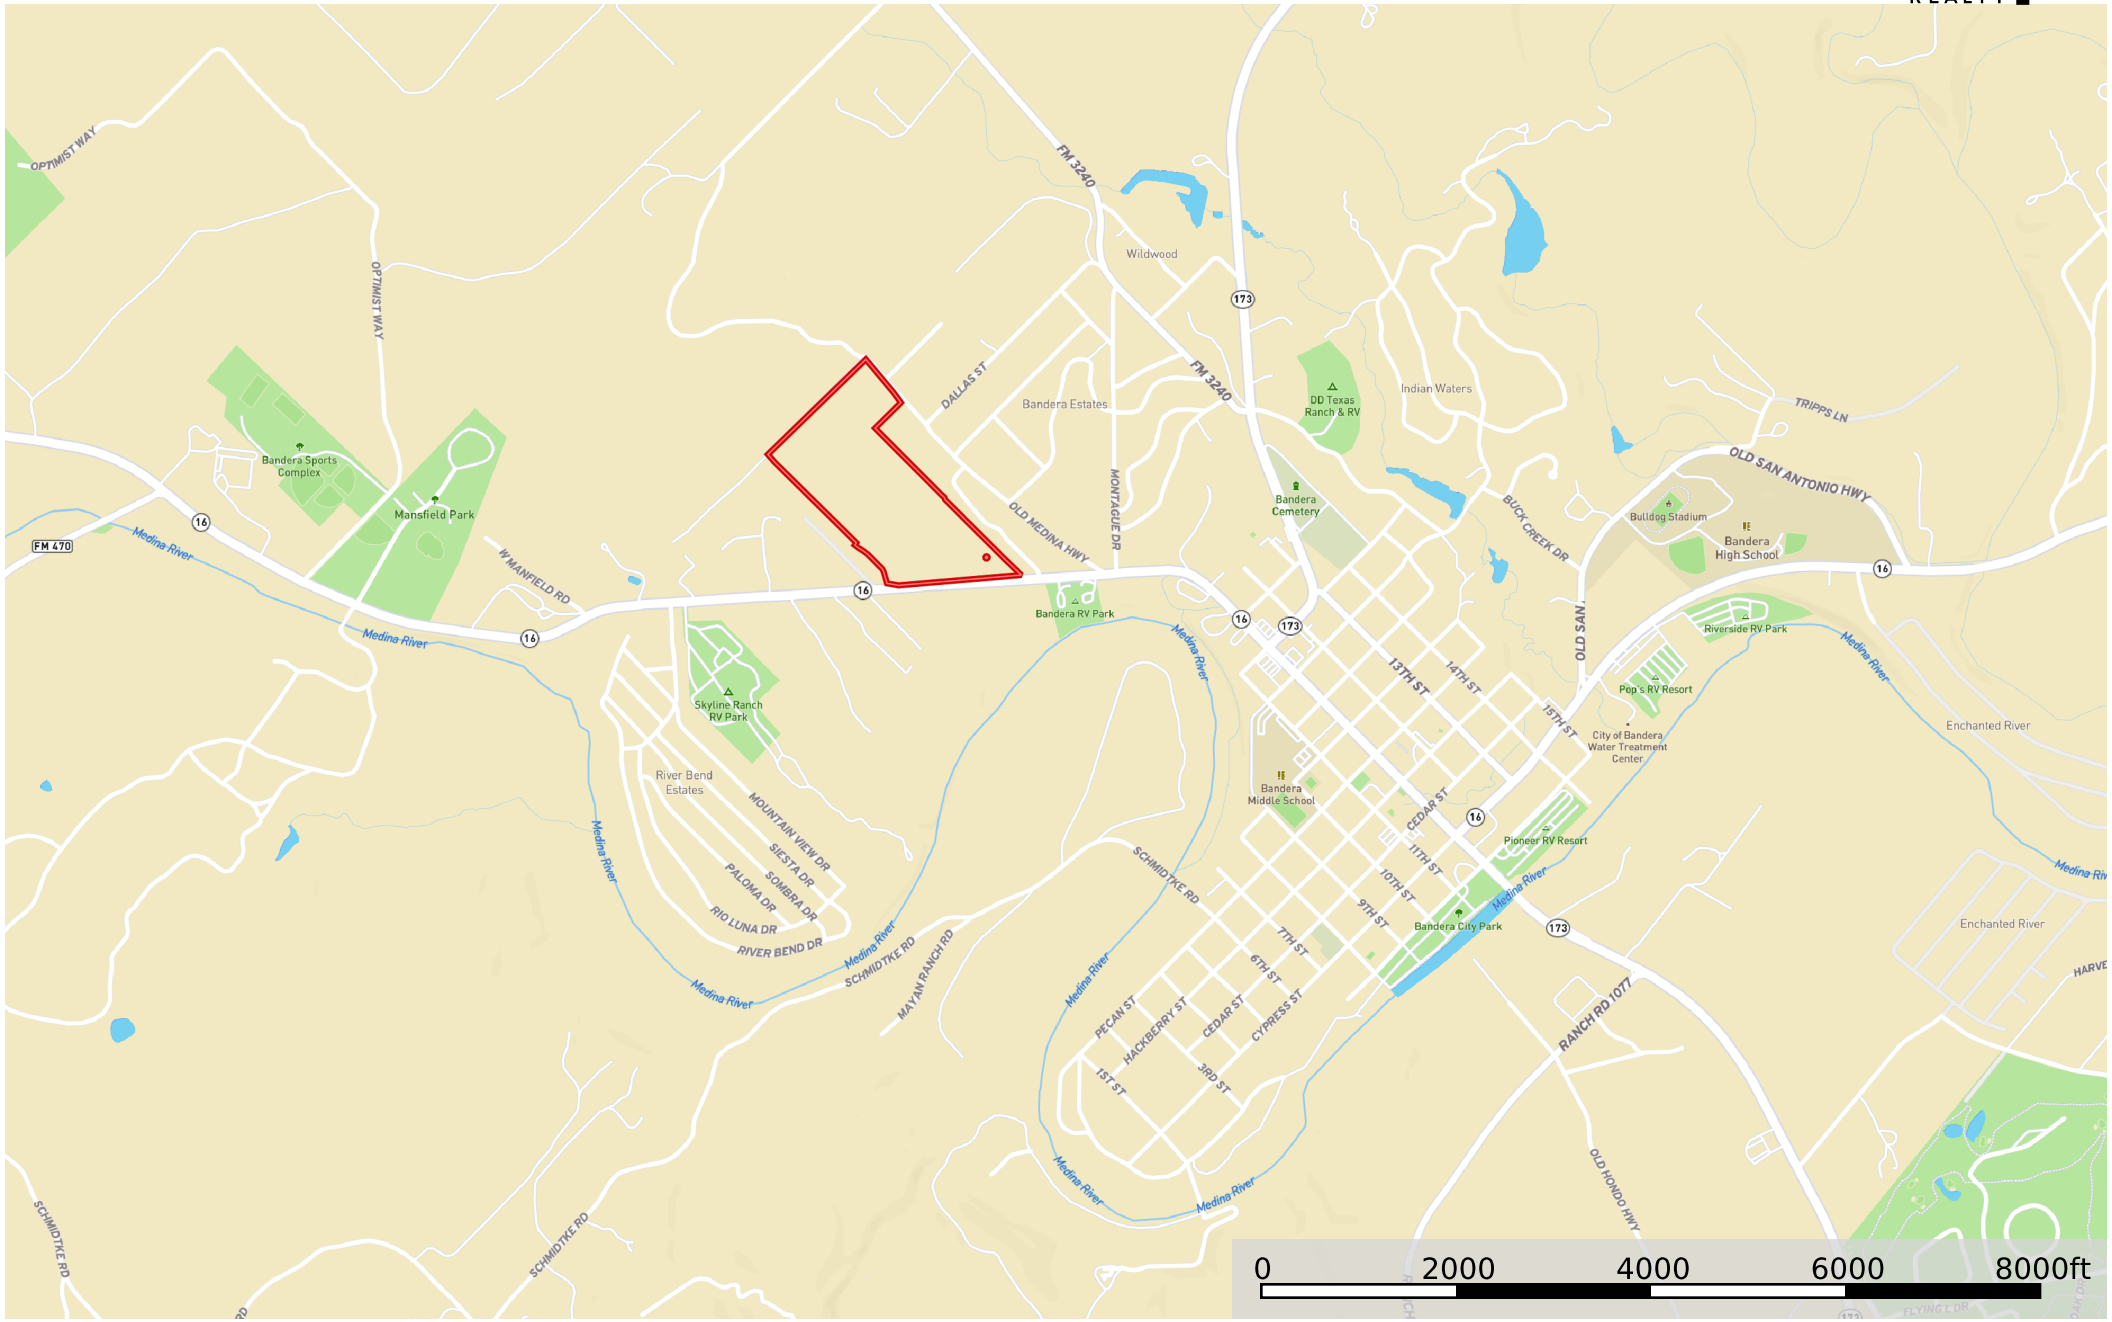 OPTIMIST WAY
FM 3240
Wildwood
OPTIMIST WAY
173
FM 3240
DALLAS ST
Bandera Estates
DD Texas
Ranch & RV
Indian Waters
TRIPPS LN
Bandera Sports
Complex
Mansfield Park
OLD SAN ANTONIO HWY
Bandera
Cemetery
MONTAGUE DR
OLD MEDINA HWY
BUCK CREEK DR
Bulldog Stadium
Bandera
High School
16
FM 470
Medina River
W MANFIELD RD
16
16
Bandera RV Park
16
173
OLD SAN
Riverside RV Park
Medina River
16
Medina River
Medina River
13TH ST
14TH ST
15TH ST
Pop's RV Resort
Skyline Ranch
RV Park
City of Bandera
Water Treatment
Center
Enchanted River
River Bend
Estates
Bandera
Middle School
MOUNTAIN VIEW DR
SIESTA DR
SOMBRA DR
PALOMA DR
RIO LUNA DR
RIVER BEND DR
Medina River
CEDAR ST
16
Pioneer RV Resort
11TH ST
10TH ST
9TH ST
SCHMIDTKE RD
Medina River
Medina Riv
Bandera City Park
173
Enchanted River
7TH ST
6TH ST
Medina River
SCHMIDTKE RD
MAYAN RANCH RD
Medina River
Medina River
HARVE
PECAN ST
HACKBERRY ST
CEDAR ST
CYPRESS ST
RANCH RD 1077
1ST ST
3RD ST
Medina River
Medina River
OLD HONDO HWY
SCHMIDTKE RD
SCHMIDTKE RD
RD
0 2000 4000 6000 8000ft
FLYING L DR
OAK DR
173